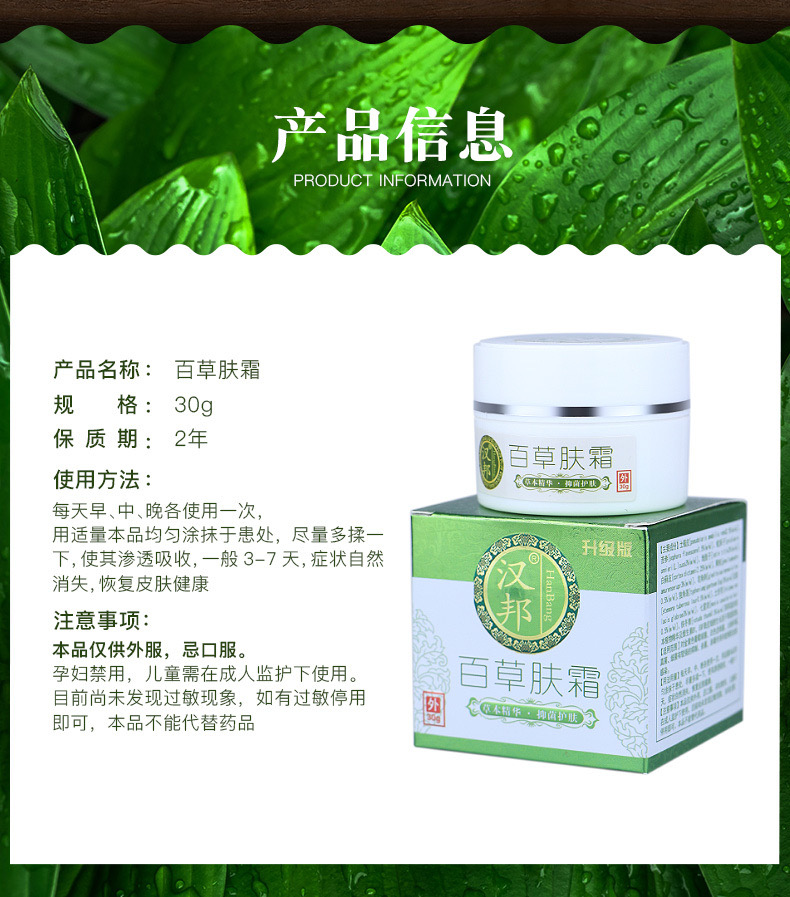 产品信息
PRODUCT INFORMATION
产品名称： 百草肤霜
规 格： 30g
保 质 期： 2年
使用方法：
每天早、中、晚各使用一次，
用适量本品均匀涂抹于患处，尽量多揉一
下，使其渗透吸收，一般 3-7 天，症状自然
消失，恢复皮肤健康
注意事项：
本品仅供外服，忌口服。
孕妇禁用，儿童需在成人监护下使用。
目前尚未发现过敏现象，如有过敏停用
即可，本品不能代替药品
汉邦
百草肤霜
草本精华·抑菌护肤
外
30g
升级版
汉邦®
HanBang
百草肤霜
草本精华·抑菌护肤
外
30g